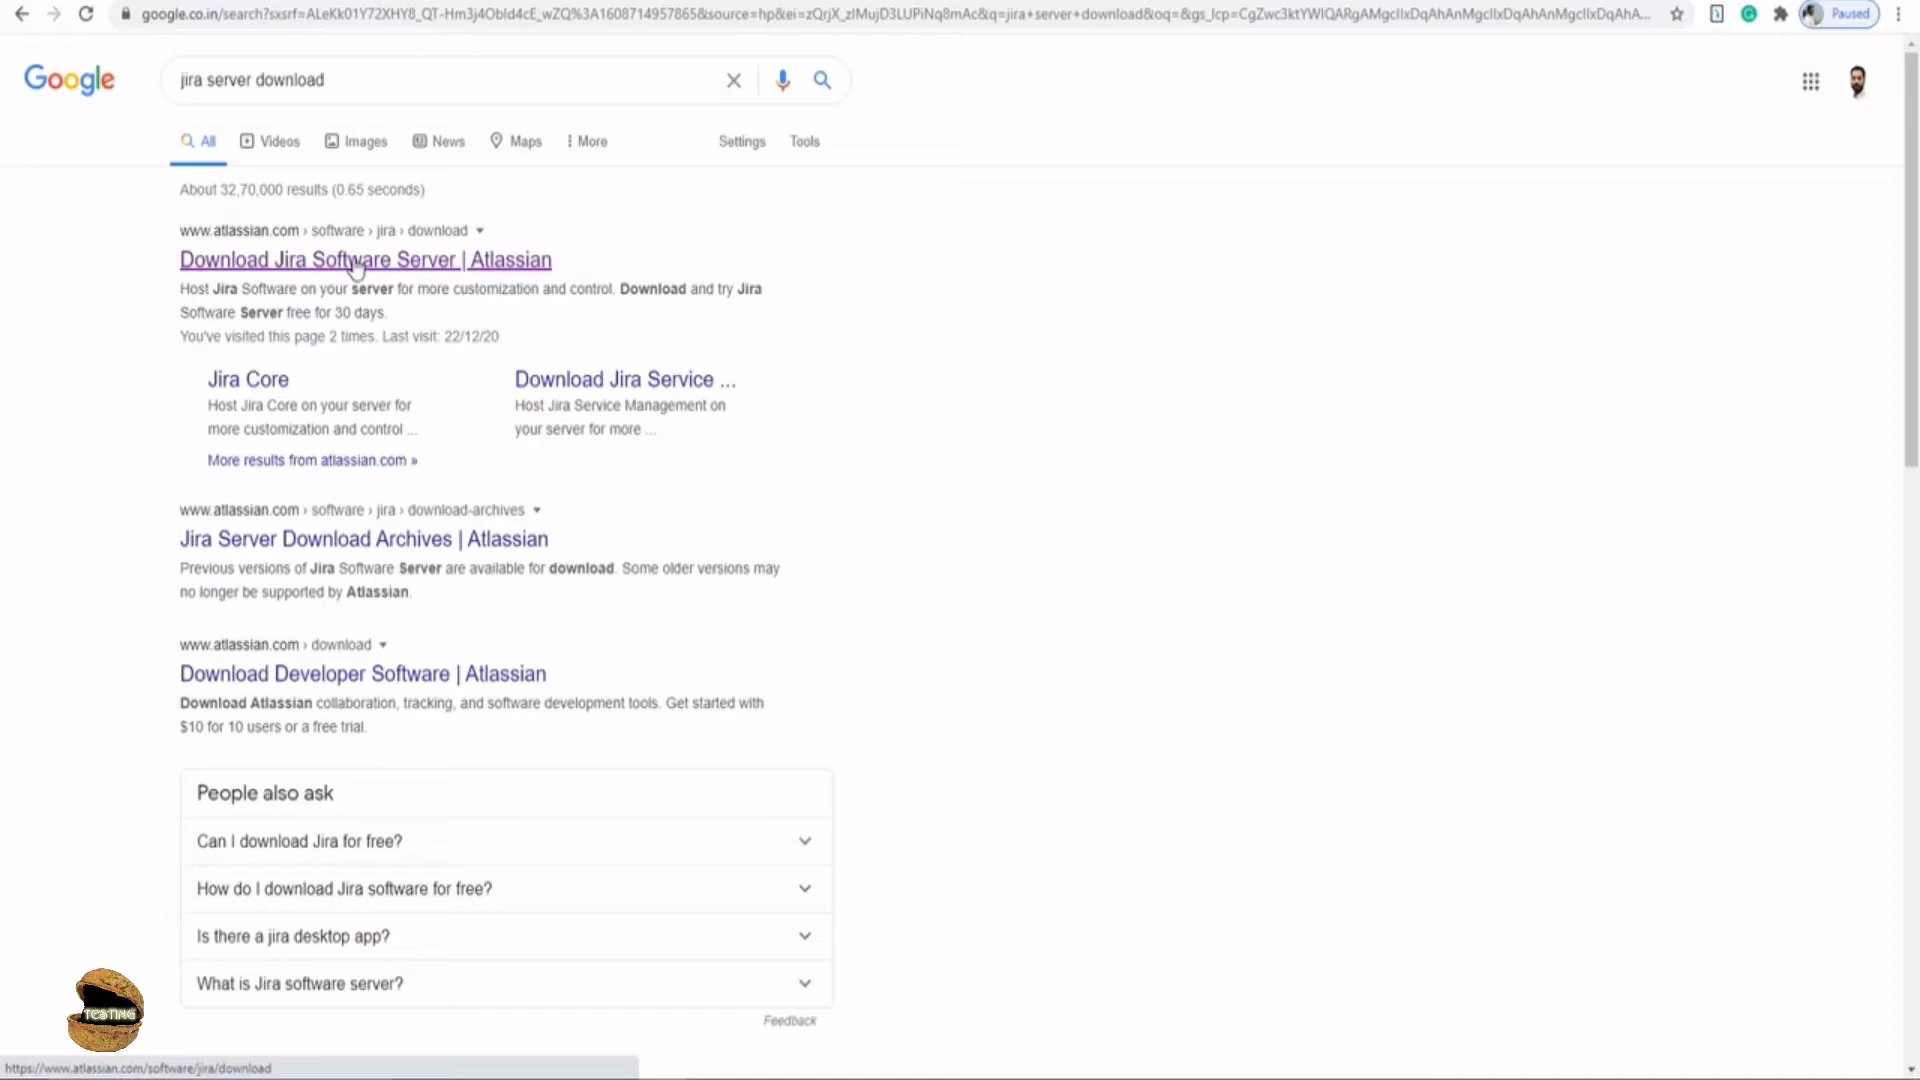 google.co.in/search?sxsrf=ALeKk01Y72XHY8_QT-Hm3j4Obld4cE_wZQ%3A1608714957865&source=hp&ei=zQrjX_zlMujD3LUPiNq8mAc&q=jira+server+download&oq=&gs_lcp=CgZwc3ktYWIQARgAMgcIIxDqAhAnMgcIIxDqAhAnMgcIIxDqAhA...
Paused
Google
jira server download
All
Videos
Images
News
Maps
More
Settings
Tools
About 32,70,000 results (0.65 seconds)
www.atlassian.com › software › jira › download
Download Jira Software Server | Atlassian
Host Jira Software on your server for more customization and control. Download and try Jira
Software Server free for 30 days.
You've visited this page 2 times. Last visit: 22/12/20
Jira Core
Host Jira Core on your server for
more customization and control ...
Download Jira Service ...
Host Jira Service Management on
your server for more ...
More results from atlassian.com »
www.atlassian.com › software › jira › download-archives
Jira Server Download Archives | Atlassian
Previous versions of Jira Software Server are available for download. Some older versions may
no longer be supported by Atlassian.
www.atlassian.com › download
Download Developer Software | Atlassian
Download Atlassian collaboration, tracking, and software development tools. Get started with
$10 for 10 users or a free trial.
People also ask
Can I download Jira for free?
How do I download Jira software for free?
Is there a jira desktop app?
What is Jira software server?
Feedback
TESTING
https://www.atlassian.com/software/jira/download